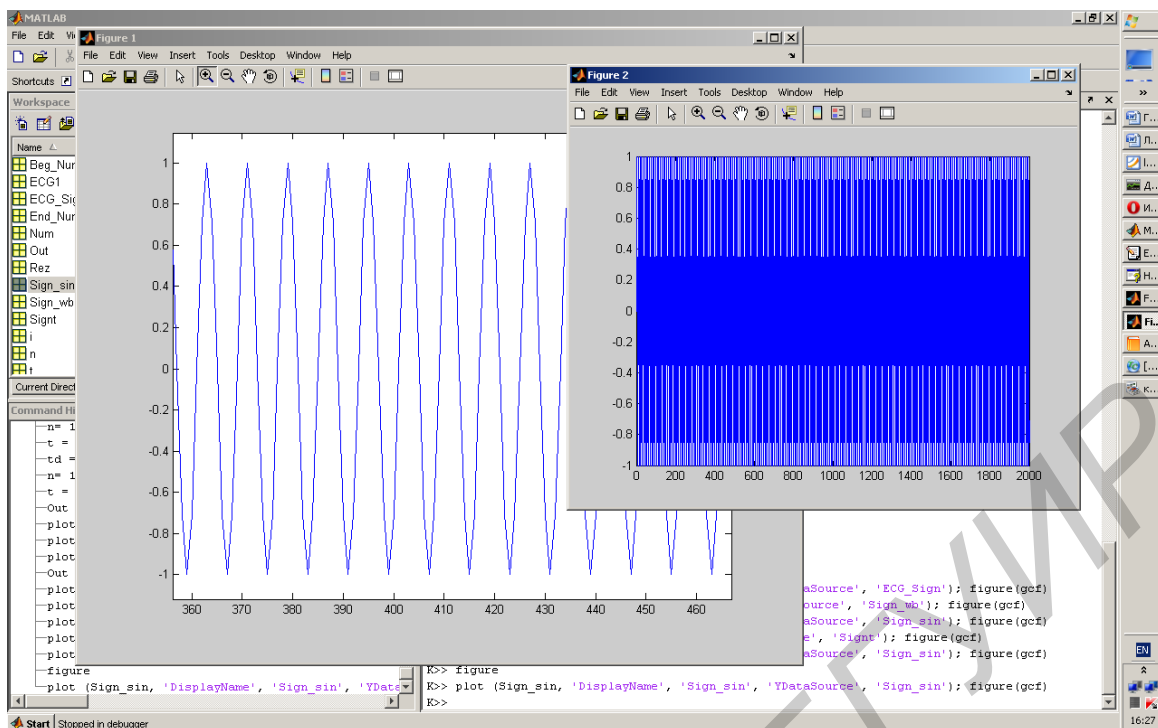 MATLAB
File Edit
Shortcuts
Workspace
Name
Beg_Nur
ECG1
ECG_Sig
End_Nur
Num
Out
Rez
Sign_sin
Sign_wb
Signt
i
n
t
Current Direct
Command Hi
n= 1
t =
td =
n= 1
t =
Out
plot
plot
plot
Out
plot
plot
plot
plot
figure
plot (Sign_sin, 'DisplayName', 'Sign_sin', 'YData
Figure 1
File Edit View Insert Tools Desktop Window Help
1
0.8
0.6
0.4
0.2
0
-0.2
-0.4
-0.6
-0.8
-1
360 370 380 390 400 410 420 430 440 450 460
Figure 2
File Edit View Insert Tools Desktop Window Help
1
0.8
0.6
0.4
0.2
0
-0.2
-0.4
-0.6
-0.8
-1
0 200 400 600 800 1000 1200 1400 1600 1800 2000
aSource', 'ECG_Sign'); figure(gcf)
ource', 'Sign_wb'); figure(gcf)
aSource', 'Sign_sin'); figure(gcf)
e', 'Signt'); figure(gcf)
aSource', 'Sign_sin'); figure(gcf)
K>> figure
K>> plot (Sign_sin, 'DisplayName', 'Sign_sin', 'YDataSource', 'Sign_sin'); figure(gcf)
K>>
Start Stopped in debugger
Г...
Л...
I...
Д...
И...
M...
E...
Н...
F...
Fi...
А...
[...
к...
EN
16:27
ГУИР